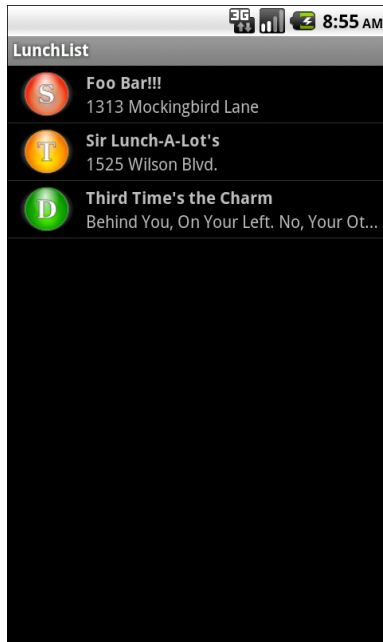 3G 8:55 AM
LunchList
S
Foo Bar!!!
1313 Mockingbird Lane
T
Sir Lunch-A-Lot's
1525 Wilson Blvd.
D
Third Time's the Charm
Behind You, On Your Left. No, Your Ot...